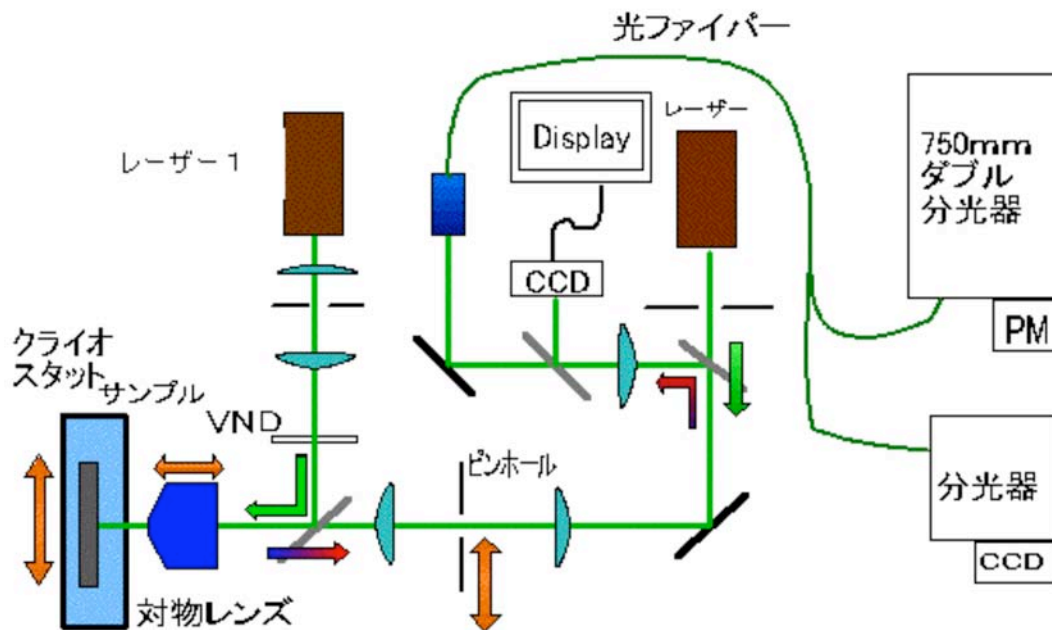 光ファイバー
レーザー
Display
レーザー1
750mm
ダブル
分光器
CCD
PM
クライオ
スタット
サンプル
VND
ピンホール
分光器
CCD
対物レンズ